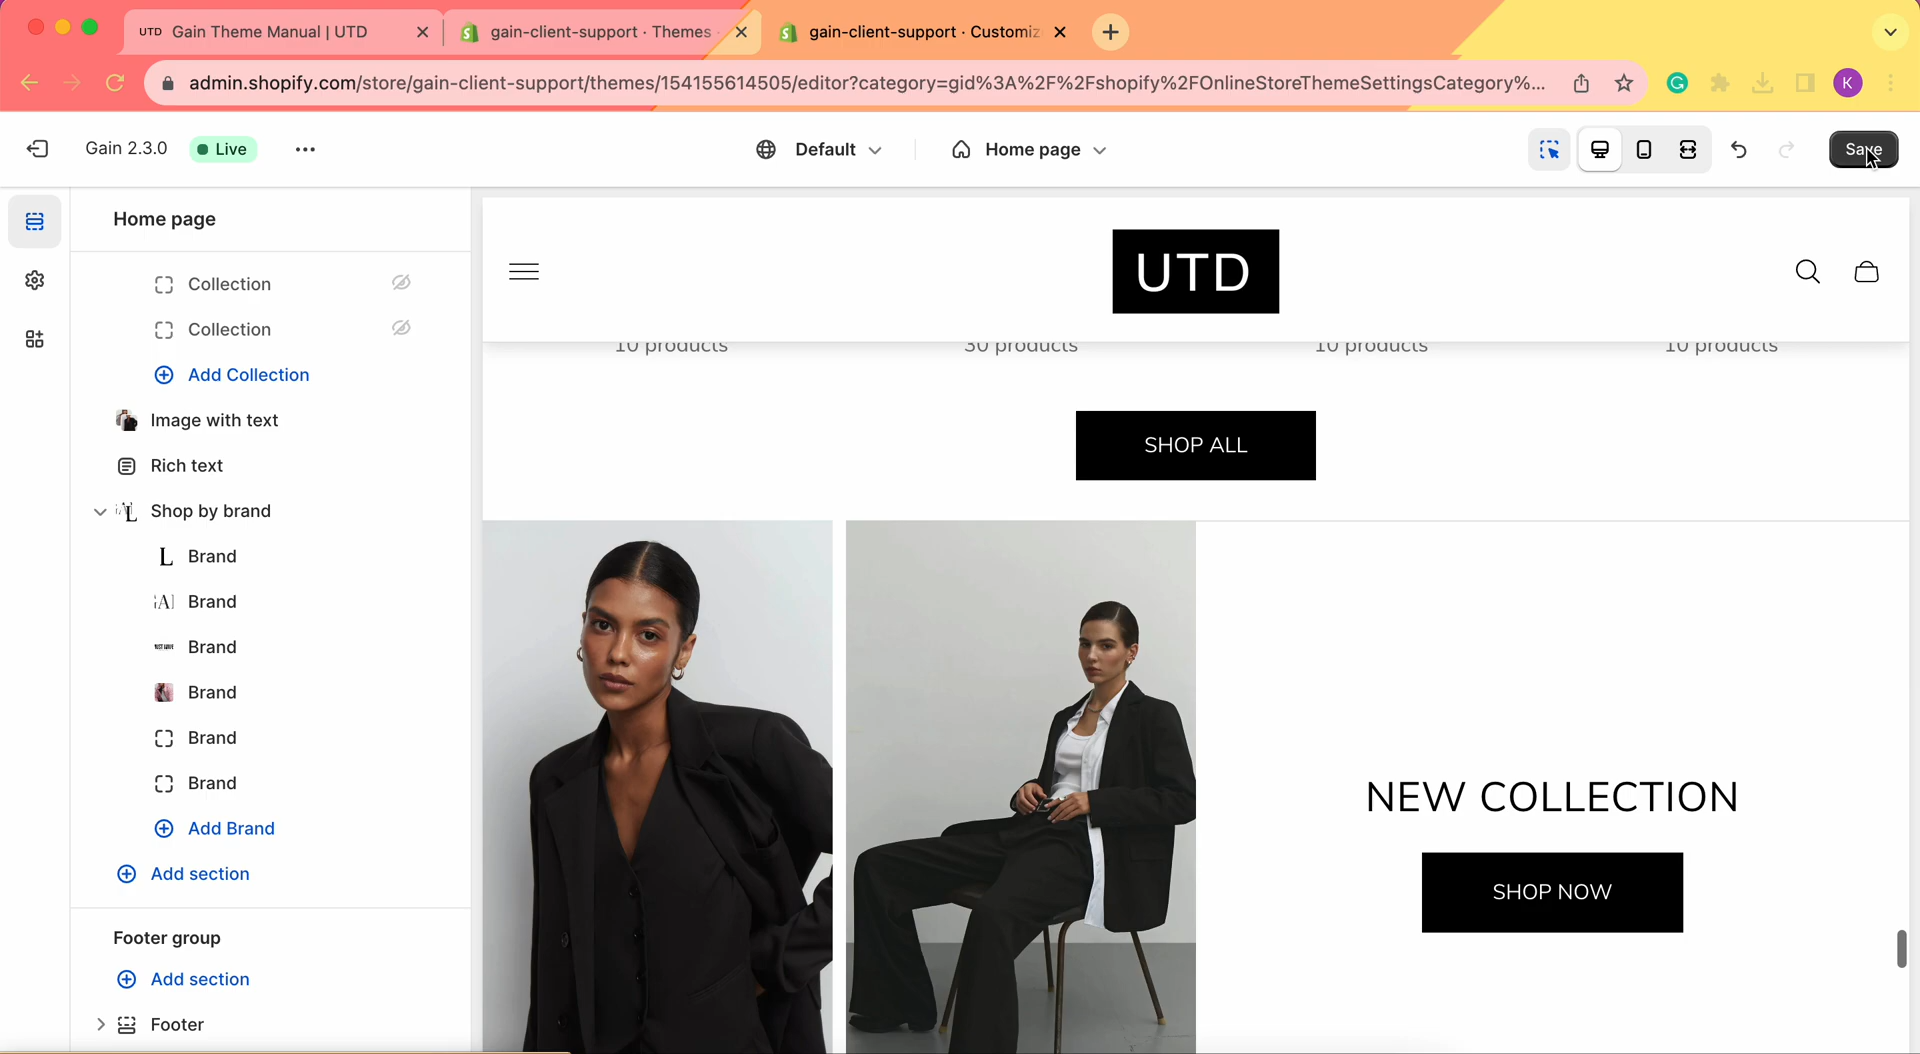 UTD Gain Theme Manual | UTD
gain-client-support · Themes ·
gain-client-support · Customiz
admin.shopify.com/store/gain-client-support/themes/154155614505/editor?category=gid%3A%2F%2Fshopify%2FOnlineStoreThemeSettingsCategory%...
K
Gain 2.3.0
Live
Default
Home page
Save
Home page
Collection
Collection
Add Collection
Image with text
Rich text
Shop by brand
L Brand
Brand
Brand
Brand
Brand
Brand
Add Brand
Add section
Footer group
Add section
Footer
UTD
10 products
30 products
10 products
10 products
SHOP ALL
NEW COLLECTION
SHOP NOW